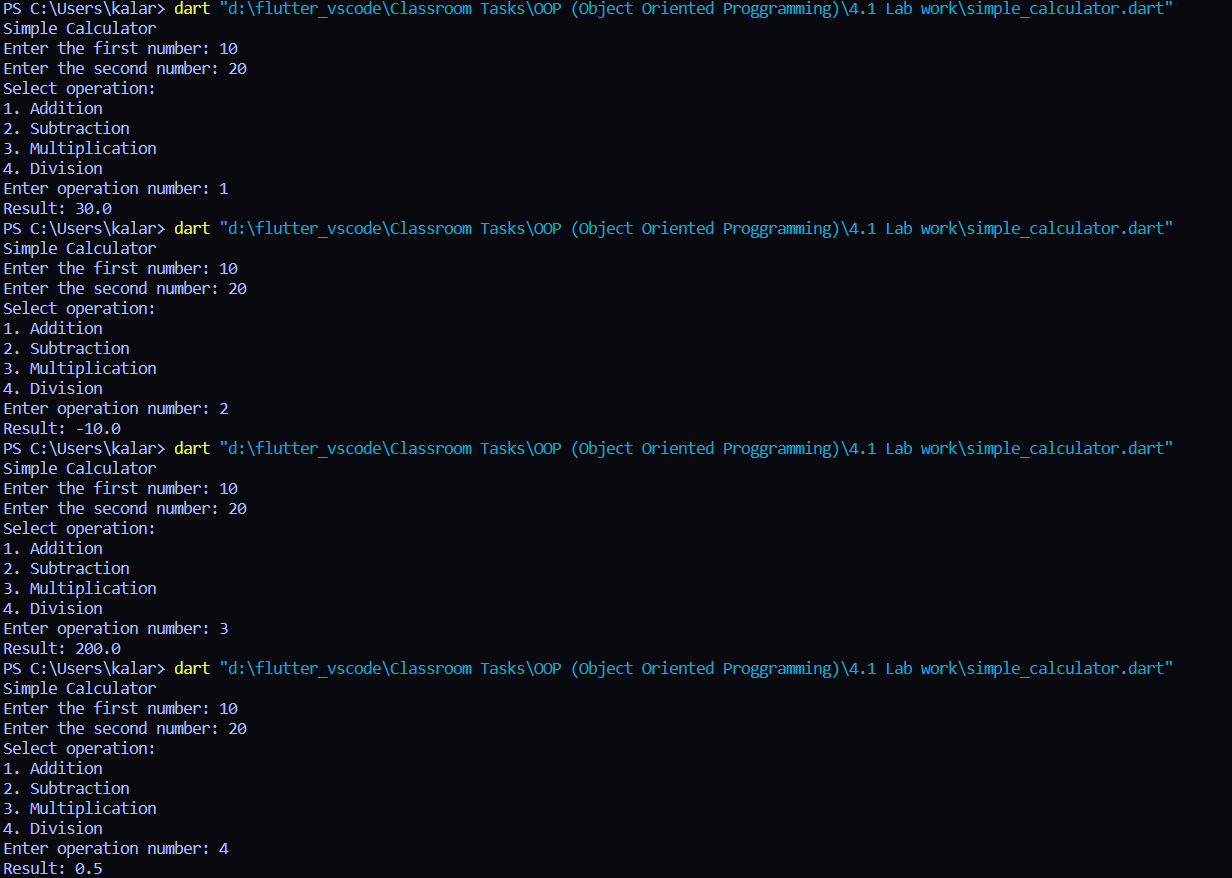 PS C:\Users\kalar> dart "d:\flutter_vscode\Classroom Tasks\OOP (Object Oriented Proggramming)\4.1 Lab work\simple_calculator.dart"
Simple Calculator
Enter the first number: 10
Enter the second number: 20
Select operation:
1. Addition
2. Subtraction
3. Multiplication
4. Division
Enter operation number: 1
Result: 30.0
PS C:\Users\kalar> dart "d:\flutter_vscode\Classroom Tasks\OOP (Object Oriented Proggramming)\4.1 Lab work\simple_calculator.dart"
Simple Calculator
Enter the first number: 10
Enter the second number: 20
Select operation:
1. Addition
2. Subtraction
3. Multiplication
4. Division
Enter operation number: 2
Result: -10.0
PS C:\Users\kalar> dart "d:\flutter_vscode\Classroom Tasks\OOP (Object Oriented Proggramming)\4.1 Lab work\simple_calculator.dart"
Simple Calculator
Enter the first number: 10
Enter the second number: 20
Select operation:
1. Addition
2. Subtraction
3. Multiplication
4. Division
Enter operation number: 3
Result: 200.0
PS C:\Users\kalar> dart "d:\flutter_vscode\Classroom Tasks\OOP (Object Oriented Proggramming)\4.1 Lab work\simple_calculator.dart"
Simple Calculator
Enter the first number: 10
Enter the second number: 20
Select operation:
1. Addition
2. Subtraction
3. Multiplication
4. Division
Enter operation number: 4
Result: 0.5